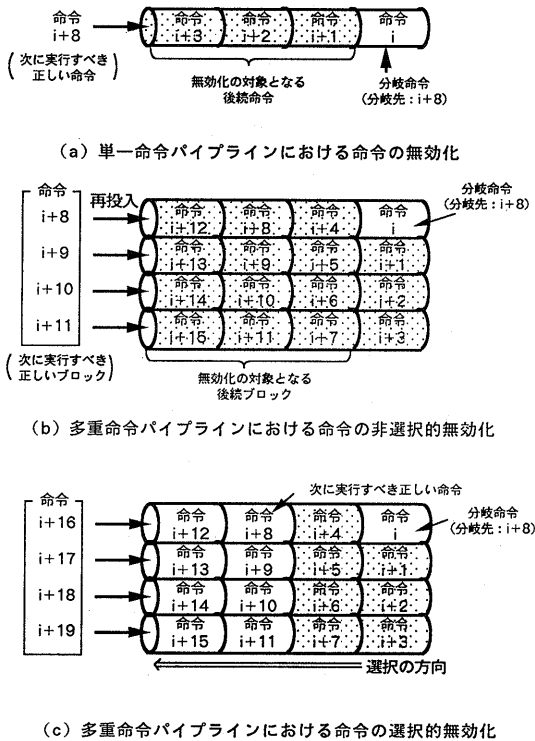 命令
i+8
(次に実行すべき
正しい命令)
命令 命令 命令 命令
i+3 i+2 i+1 i
無効化の対象となる
後続命令
分岐命令
(分岐先:i+8)
(a) 単一命令パイプラインにおける命令の無効化
命令
i+8
i+9
i+10
i+11
(次に実行すべき
正しいブロック)
再投入
命令 命令 命令 命令
i+12 i+8 i+4 i
命令 命令 命令 命令
i+13 i+9 i+5 i+1
命令 命令 命令 命令
i+14 i+10 i+6 i+2
命令 命令 命令 命令
i+15 i+11 i+7 i+3
分岐命令
(分岐先:i+8)
無効化の対象となる
後続ブロック
(b) 多重命令パイプラインにおける命令の非選択的無効化
命令
i+16
i+17
i+18
i+19
次に実行すべき正しい命令
命令 命令 命令 命令
i+12 i+8 i+4 i
命令 命令 命令 命令
i+13 i+9 i+5 i+1
命令 命令 命令 命令
i+14 i+10 i+6 i+2
命令 命令 命令 命令
i+15 i+11 i+7 i+3
分岐命令
(分岐先:i+8)
選択の方向
(c) 多重命令パイプラインにおける命令の選択的無効化